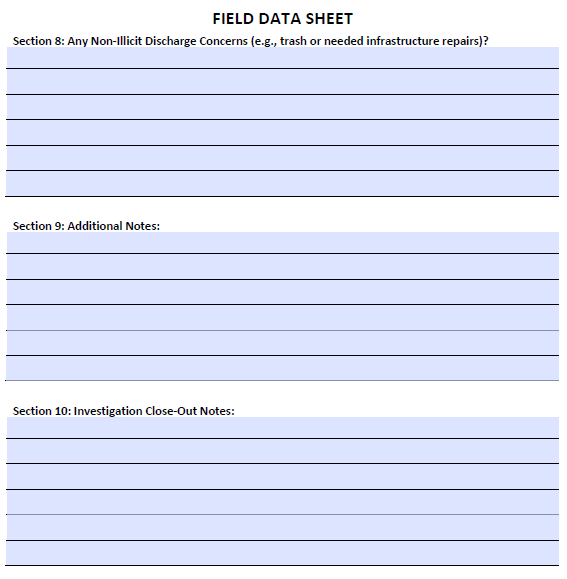 FIELD DATA SHEET
Section 8: Any Non-Illicit Discharge Concerns (e.g., trash or needed infrastructure repairs)?
Section 9: Additional Notes:
Section 10: Investigation Close-Out Notes: